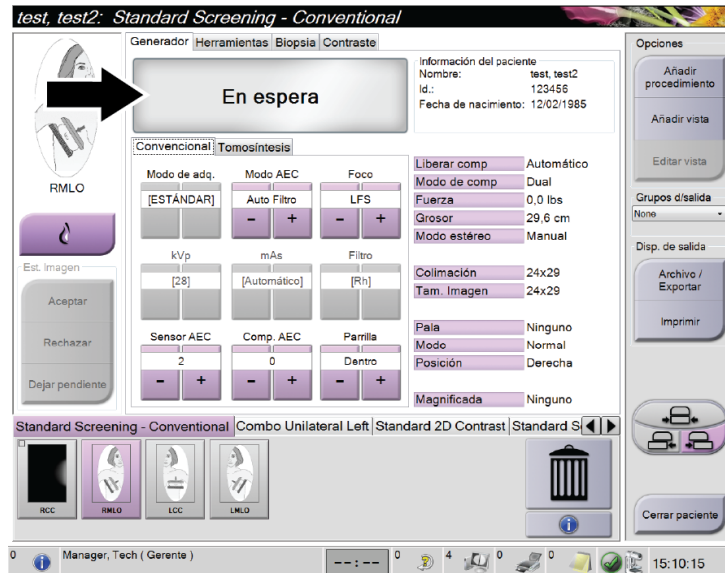 test, test2: Standard Screening - Conventional
Generador Herramientas Biopsia Contraste
En espera
Información del paciente
Nombre: test, test2
Id.: 123456
Fecha de nacimiento: 12/02/1985
Opciones
Añadir
procedimiento
Añadir vista
Editar vista
Grupos d/salida
None
Disp. de salida
Archivo /
Exportar
Imprimir
Cerrar paciente
RMLO
Est. Imagen
Aceptar
Rechazar
Dejar pendiente
Convencional Tomosíntesis
Modo de adq. Modo AEC Foco
[ESTÁNDAR] Auto Filtro LFS
- + - +
kVp mAs Filtro
[28] [Automático] [Rh]
Sensor AEC Comp. AEC Parrilla
2 0 Dentro
- + - + - +
Liberar comp Automático
Modo de comp Dual
Fuerza 0,0 lbs
Grosor 29,6 cm
Modo estéreo Manual
Colimación 24x29
Tam. Imagen 24x29
Pala Ninguno
Modo Normal
Posición Derecha
Magnificada Ninguno
Standard Screening - Conventional Combo Unilateral Left Standard 2D Contrast Standard S
RCC RMLO LCC LMLO
0 i Manager, Tech ( Gerente ) --:-- 0 4 0 0 15:10:15